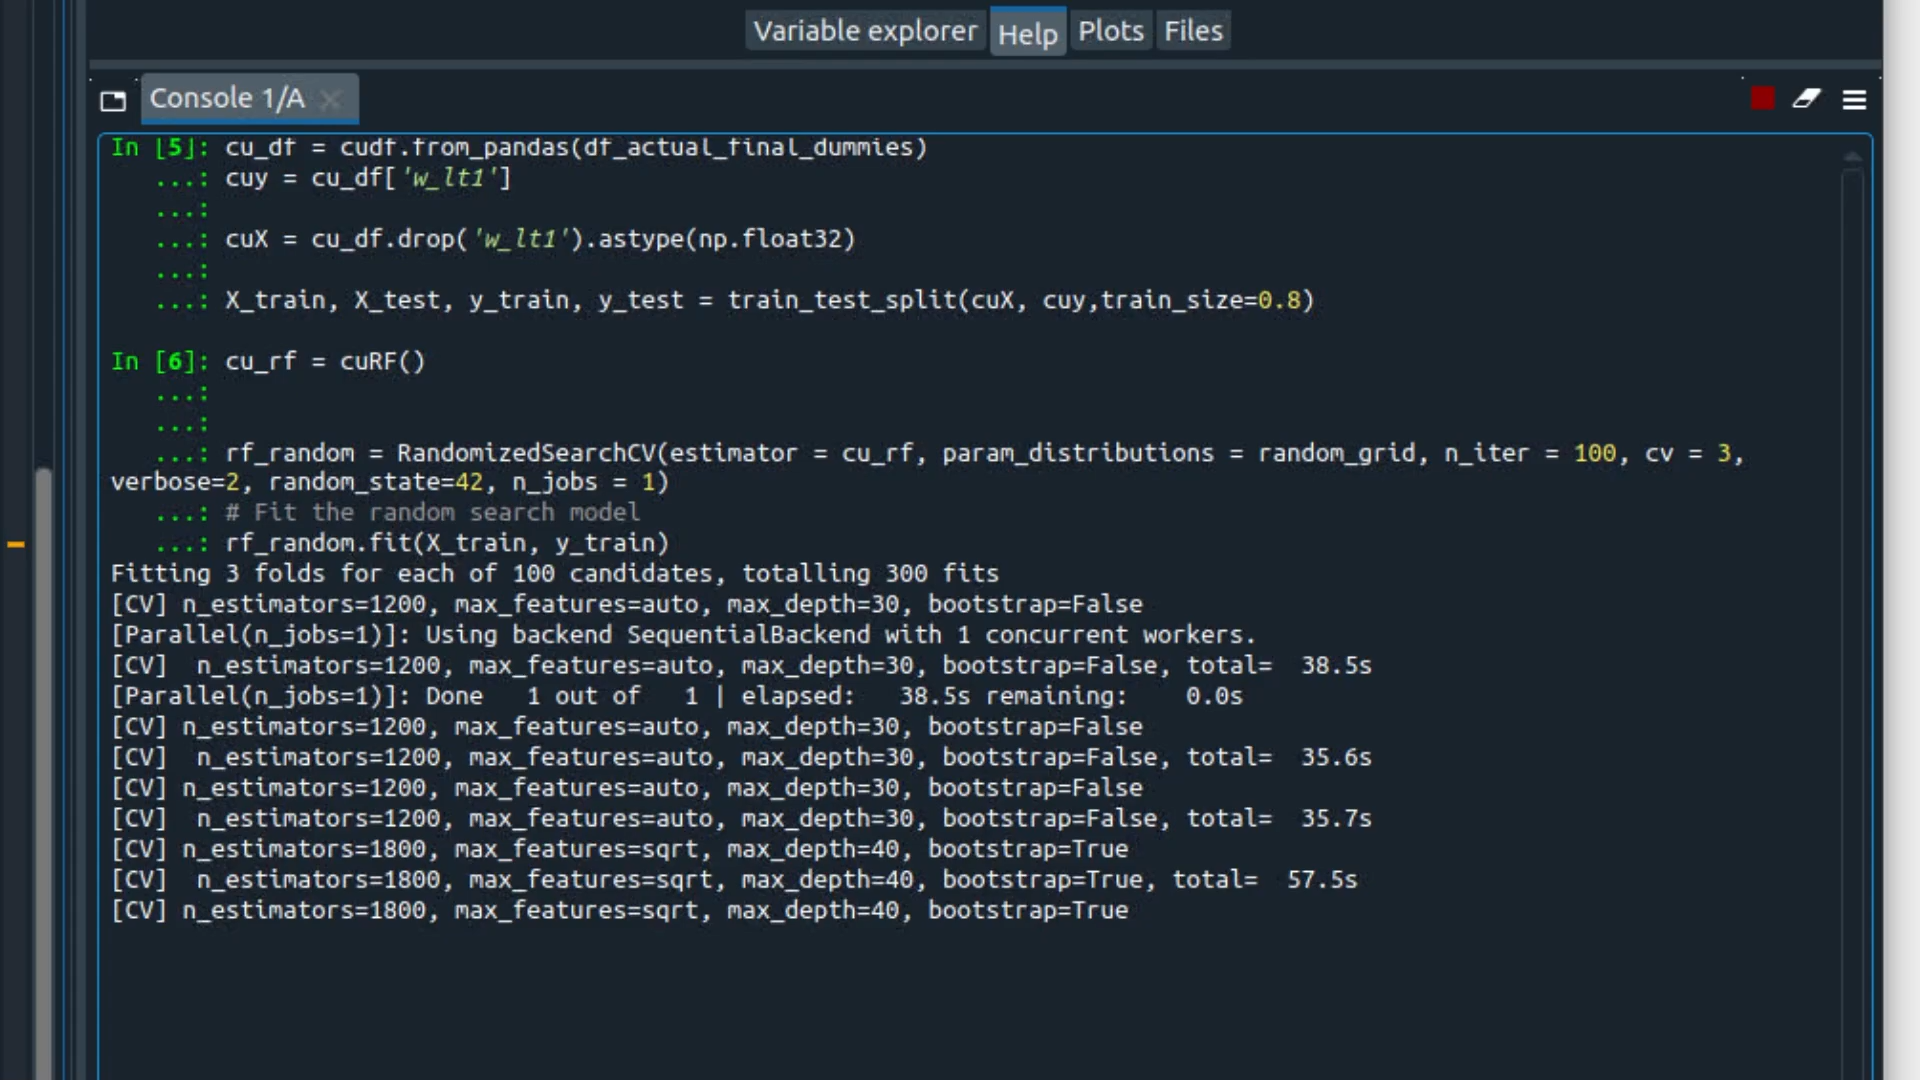 Variable explorer Help Plots Files
Console 1/A
In [5]: cu_df = cudf.from_pandas(df_actual_final_dummies)
...: cuy = cu_df['w_lt1']
...:
...: cuX = cu_df.drop('w_lt1').astype(np.float32)
...:
...: X_train, X_test, y_train, y_test = train_test_split(cuX, cuy,train_size=0.8)
In [6]: cu_rf = cuRF()
...:
...:
...: rf_random = RandomizedSearchCV(estimator = cu_rf, param_distributions = random_grid, n_iter = 100, cv = 3,
verbose=2, random_state=42, n_jobs = 1)
...: # Fit the random search model
...: rf_random.fit(X_train, y_train)
Fitting 3 folds for each of 100 candidates, totalling 300 fits
[CV] n_estimators=1200, max_features=auto, max_depth=30, bootstrap=False
[Parallel(n_jobs=1)]: Using backend SequentialBackend with 1 concurrent workers.
[CV]  n_estimators=1200, max_features=auto, max_depth=30, bootstrap=False, total=  38.5s
[Parallel(n_jobs=1)]: Done   1 out of   1 | elapsed:   38.5s remaining:    0.0s
[CV] n_estimators=1200, max_features=auto, max_depth=30, bootstrap=False
[CV]  n_estimators=1200, max_features=auto, max_depth=30, bootstrap=False, total=  35.6s
[CV] n_estimators=1200, max_features=auto, max_depth=30, bootstrap=False
[CV]  n_estimators=1200, max_features=auto, max_depth=30, bootstrap=False, total=  35.7s
[CV] n_estimators=1800, max_features=sqrt, max_depth=40, bootstrap=True
[CV]  n_estimators=1800, max_features=sqrt, max_depth=40, bootstrap=True, total=  57.5s
[CV] n_estimators=1800, max_features=sqrt, max_depth=40, bootstrap=True